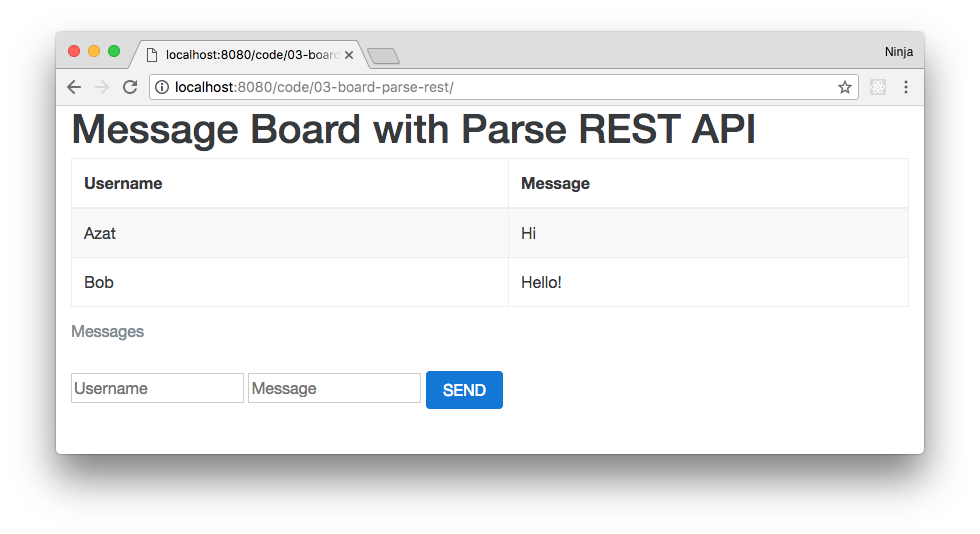 localhost:8080/code/03-board
Ninja
localhost:8080/code/03-board-parse-rest/
Message Board with Parse REST API
Username Message
Azat Hi
Bob Hello!
Messages
Username Message SEND